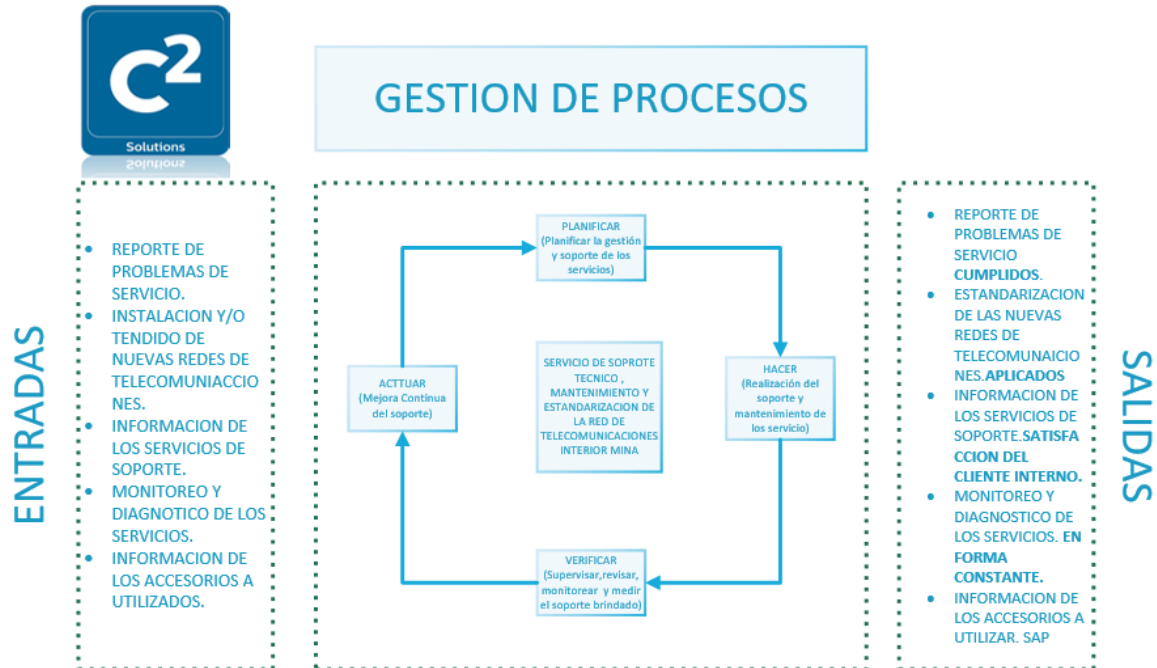 C2
Solutions
GESTION DE PROCESOS
ENTRADAS
• REPORTE DE
PROBLEMAS DE
SERVICIO.
• INSTALACION Y/O
TENDIDO DE
NUEVAS REDES DE
TELECOMUNIACCIO
NES.
• INFORMACION DE
LOS SERVICIOS DE
SOPORTE.
• MONITOREO Y
DIAGNOTICO DE LOS
SERVICIOS.
• INFORMACION DE
LOS ACCESORIOS A
UTILIZADOS.
PLANIFICAR
(Planificar la gestión
y soporte de los
servicios)
ACTTUAR
(Mejora Continua
del soporte)
SERVICIO DE SOPROTE
TECNICO ,
MANTENIMIENTO Y
ESTANDARIZACION DE
LA RED DE
TELECOMUNICACIONES
INTERIOR MINA
HACER
(Realización del
soporte y
mantenimiento de
los servicio)
VERIFICAR
(Supervisar,revisar,
monitorear y medir
el soporte brindado)
• REPORTE DE
PROBLEMAS DE
SERVICIO
CUMPLIDOS.
• ESTANDARIZACION
DE LAS NUEVAS
REDES DE
TELECOMUNAICIO
NES.APLICADOS
• INFORMACION DE
LOS SERVICIOS DE
SOPORTE.SATISFA
CCION DEL
CLIENTE INTERNO.
• MONITOREO Y
DIAGNOSTICO DE
LOS SERVICIOS. EN
FORMA
CONSTANTE.
• INFORMACION DE
LOS ACCESORIOS A
UTILIZAR. SAP
SALIDAS